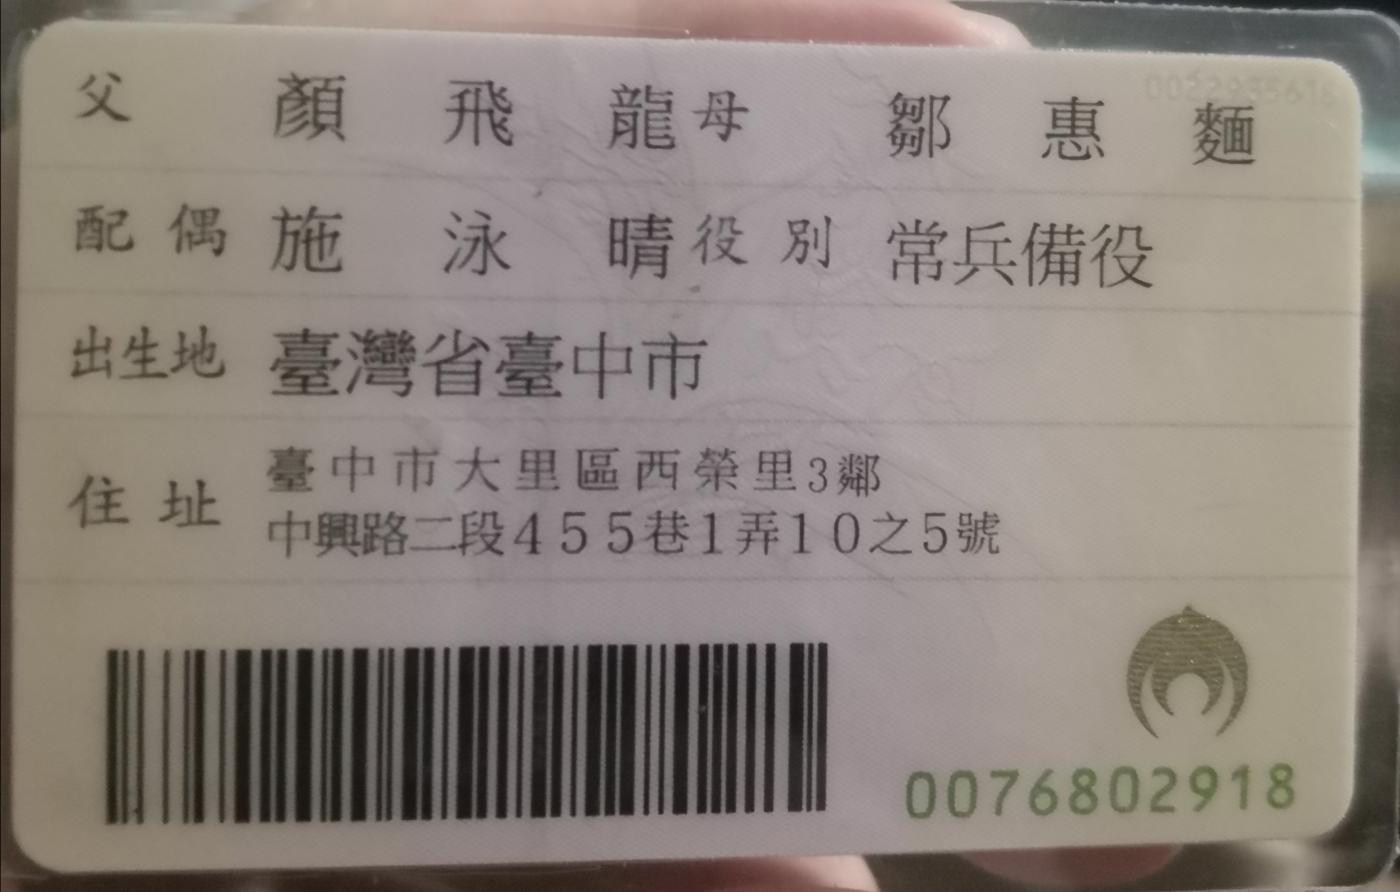 父 顏飛龍 母 鄒惠麵
配偶 施泳晴 役別 常兵備役
出生地 臺灣省臺中市
住址 臺中市大里區西榮里3鄰
中興路二段455巷1弄10之5號
0076802918